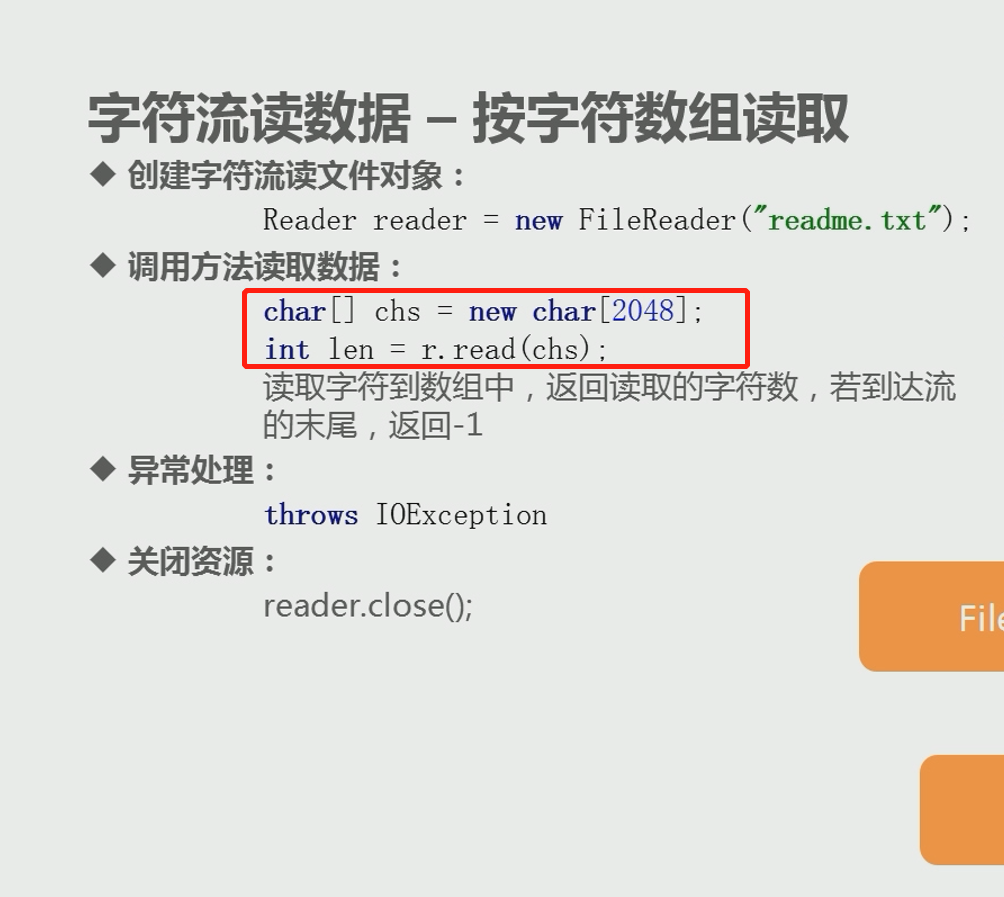 字符流读数据 – 按字符数组读取
◆ 创建字符流读文件对象：
Reader reader = new FileReader("readme.txt");
◆ 调用方法读取数据：
char[] chs = new char[2048];
int len = r.read(chs);
读取字符到数组中，返回读取的字符数，若到达流
的末尾，返回-1
◆ 异常处理：
throws IOException
◆ 关闭资源：
reader.close();